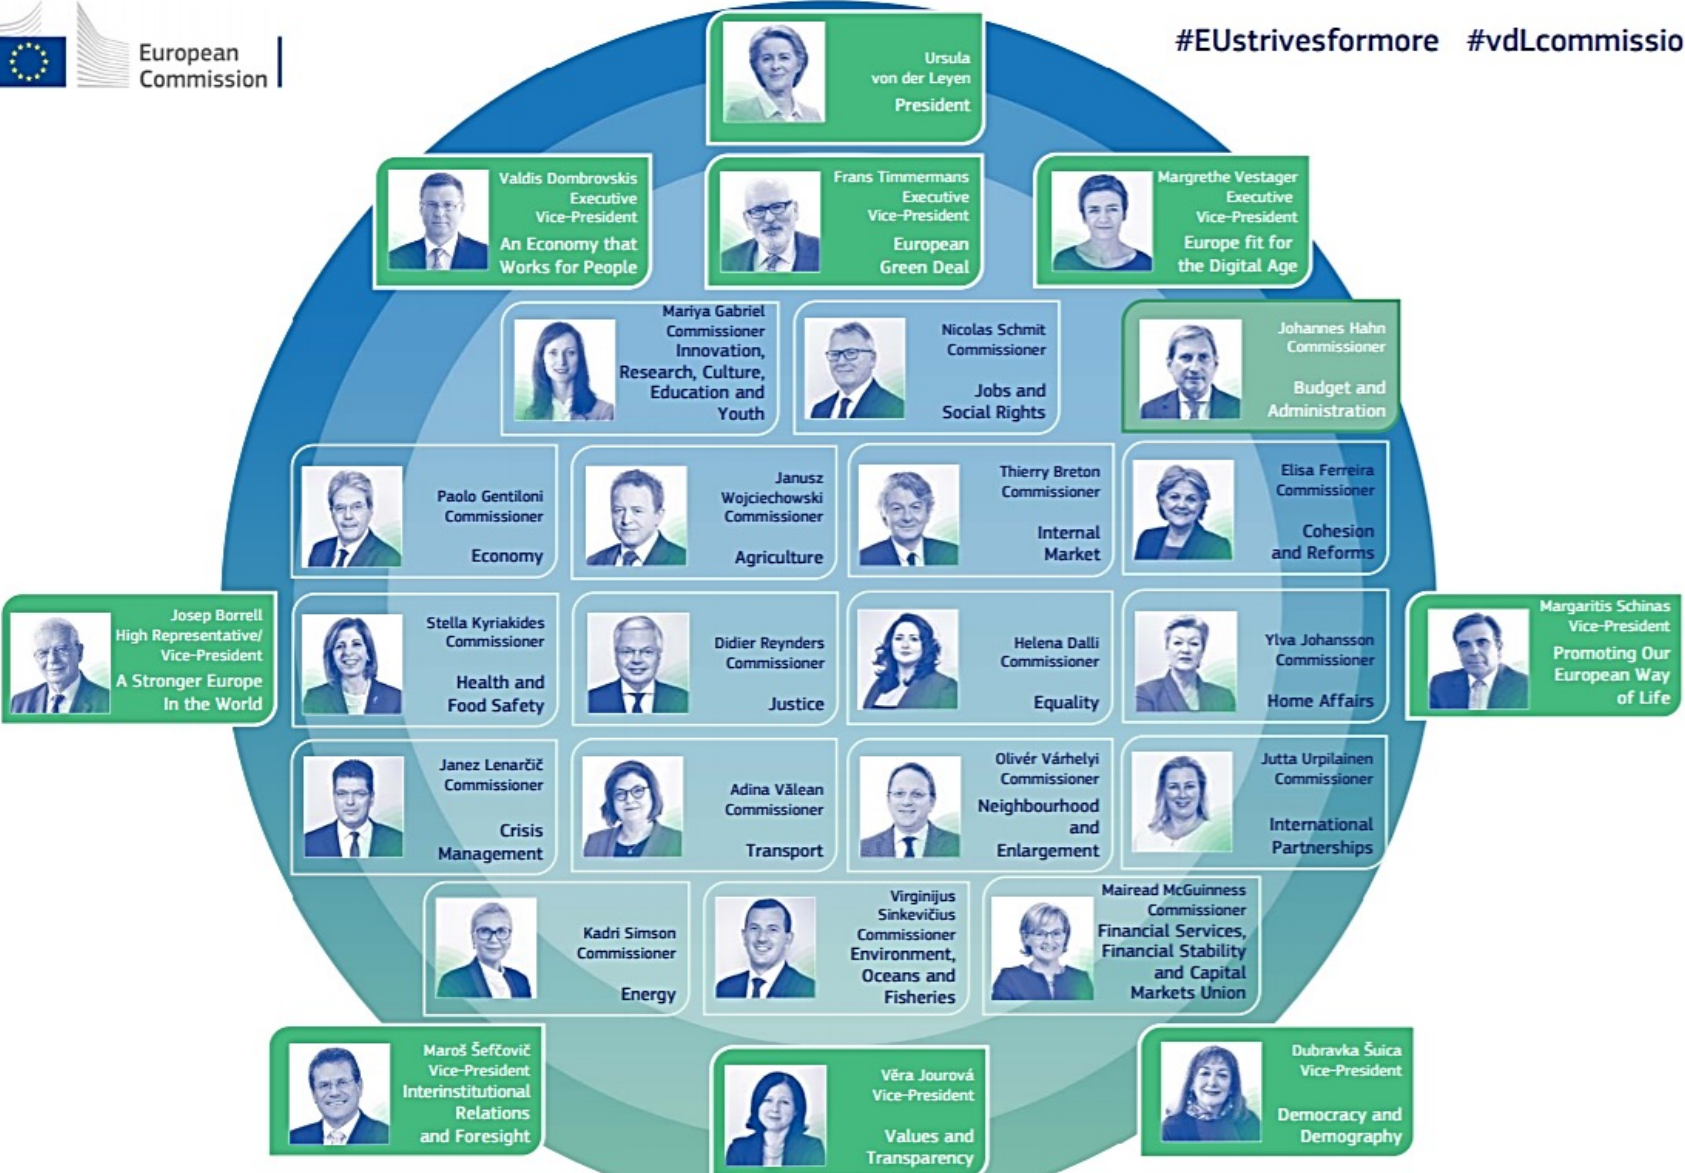 European
Commission
#EUstrivesformore #vdLcommissio
Ursula
von der Leyen
President
Valdis Dombrovskis
Executive
Vice-President
An Economy that
Works for People
Frans Timmermans
Executive
Vice-President
European
Green Deal
Margrethe Vestager
Executive
Vice-President
Europe fit for
the Digital Age
Mariya Gabriel
Commissioner
Innovation,
Research, Culture,
Education and
Youth
Nicolas Schmit
Commissioner
Jobs and
Social Rights
Johannes Hahn
Commissioner
Budget and
Administration
Paolo Gentiloni
Commissioner
Economy
Janusz
Wojciechowski
Commissioner
Agriculture
Thierry Breton
Commissioner
Internal
Market
Elisa Ferreira
Commissioner
Cohesion
and Reforms
Josep Borrell
High Representative/
Vice-President
A Stronger Europe
In the World
Stella Kyriakides
Commissioner
Health and
Food Safety
Didier Reynders
Commissioner
Justice
Helena Dalli
Commissioner
Equality
Ylva Johansson
Commissioner
Home Affairs
Margaritis Schinas
Vice-President
Promoting Our
European Way
of Life
Janez Lenarčič
Commissioner
Crisis
Management
Adina Vălean
Commissioner
Transport
Olivér Várhelyi
Commissioner
Neighbourhood
and
Enlargement
Jutta Urpilainen
Commissioner
International
Partnerships
Kadri Simson
Commissioner
Energy
Virginijus
Sinkevičius
Commissioner
Environment,
Oceans and
Fisheries
Mairead McGuinness
Commissioner
Financial Services,
Financial Stability
and Capital
Markets Union
Maroš Šefčovič
Vice-President
Interinstitutional
Relations
and Foresight
Věra Jourová
Vice-President
Values and
Transparency
Dubravka Šuica
Vice-President
Democracy and
Demography